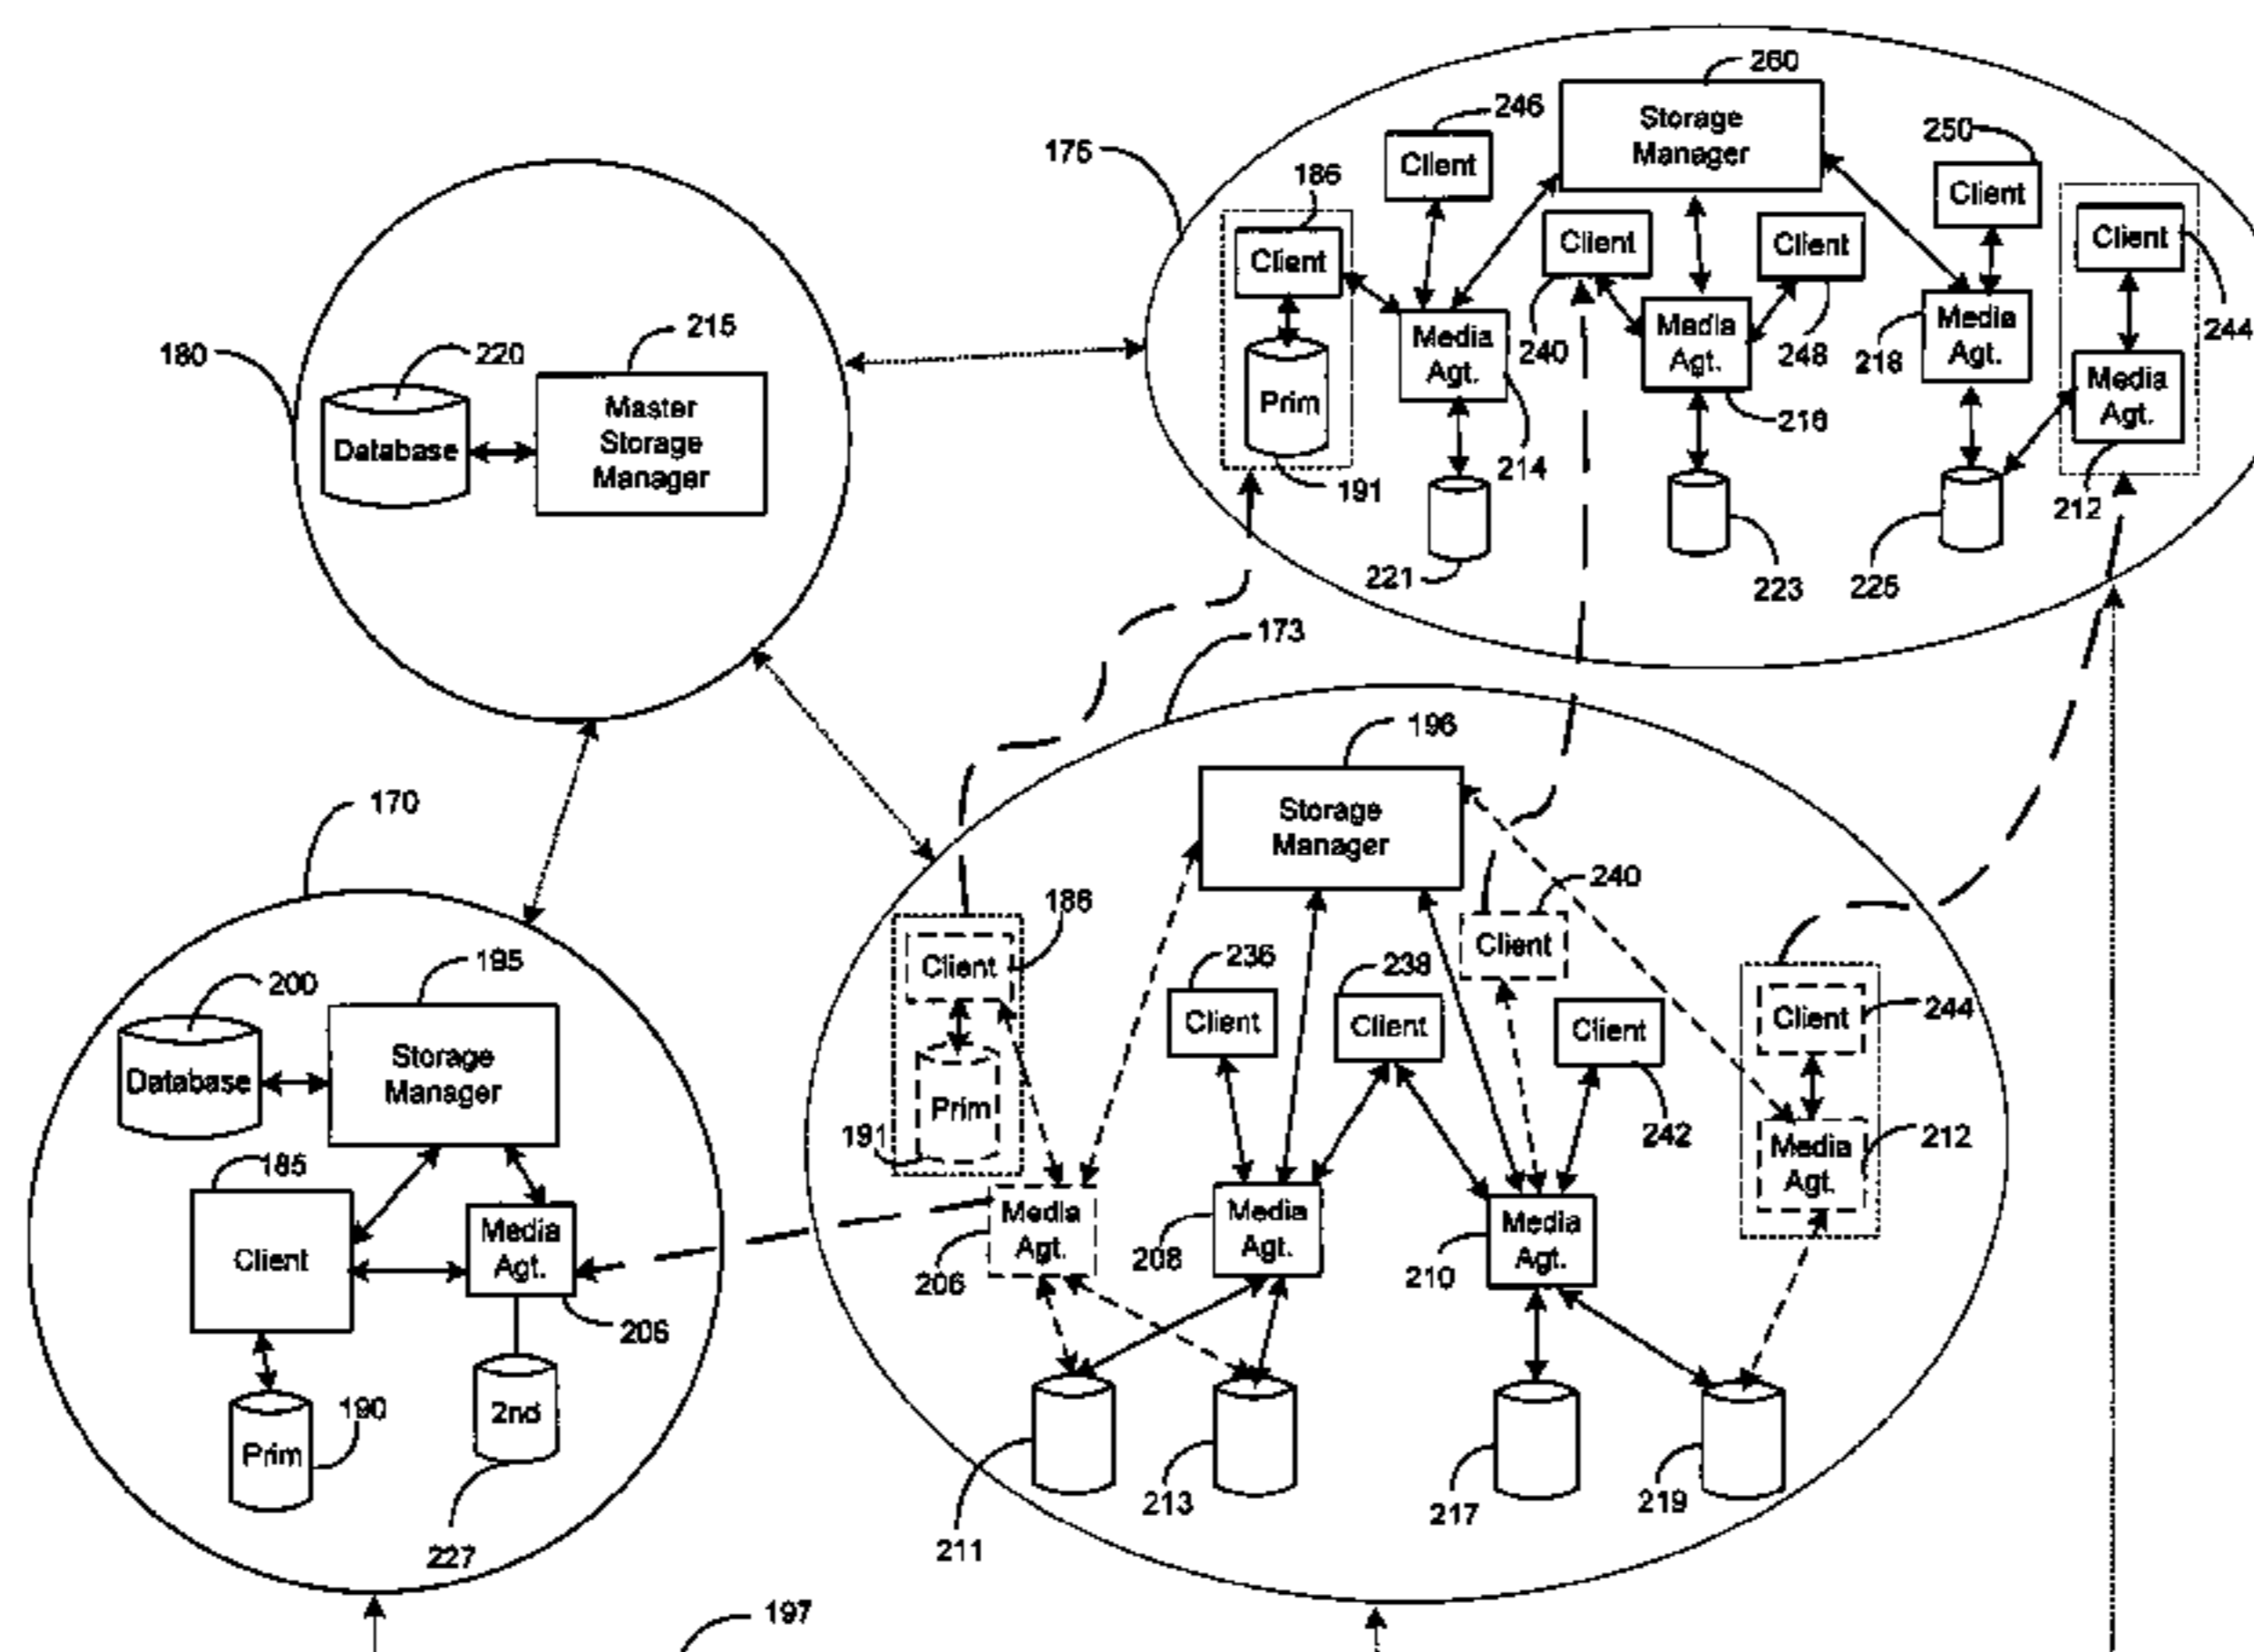 260
Storage
Manager
246
Client
250
Client
175
186
Client
Client
Client
Client
244
Media
Agt.
240
Media
Agt.
248
218
Media
Agt.
Media
Agt.
Prim
191
214
216
212
221
223
225
180
220
215
Database
Master
Storage
Manager
173
196
Storage
Manager
170
195
200
Database
Storage
Manager
185
Client
Media
Agt.
206
Prim
190
2nd
227
186
Client
Prim
191
236
Client
238
Client
240
Client
Client
242
Client
244
Media
Agt.
212
Media
Agt.
206
Media
Agt.
208
Media
Agt.
210
211
213
217
219
197